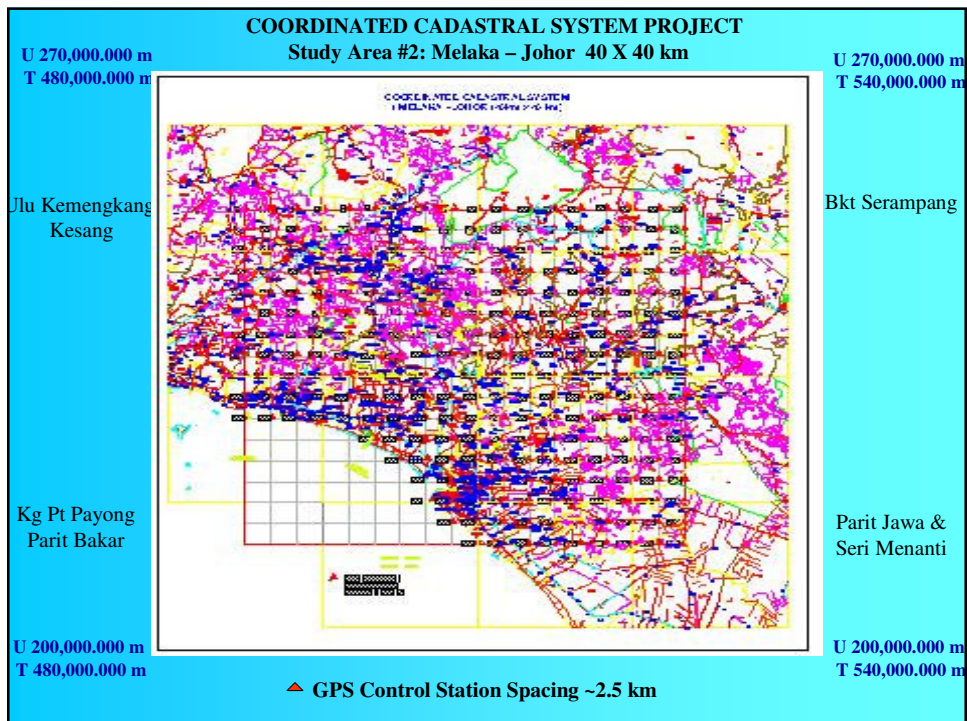 COORDINATED CADASTRAL SYSTEM PROJECT
Study Area #2: Melaka – Johor 40 X 40 km
U 270,000.000 m
T 480,000.000 m
U 270,000.000 m
T 540,000.000 m
COORDINATED CADASTRAL SYSTEM
Ulu Kemengkang
Kesang
Bkt Serampang
Kg Pt Payong
Parit Bakar
Parit Jawa &
Seri Menanti
U 200,000.000 m
T 480,000.000 m
U 200,000.000 m
T 540,000.000 m
GPS Control Station Spacing ~2.5 km